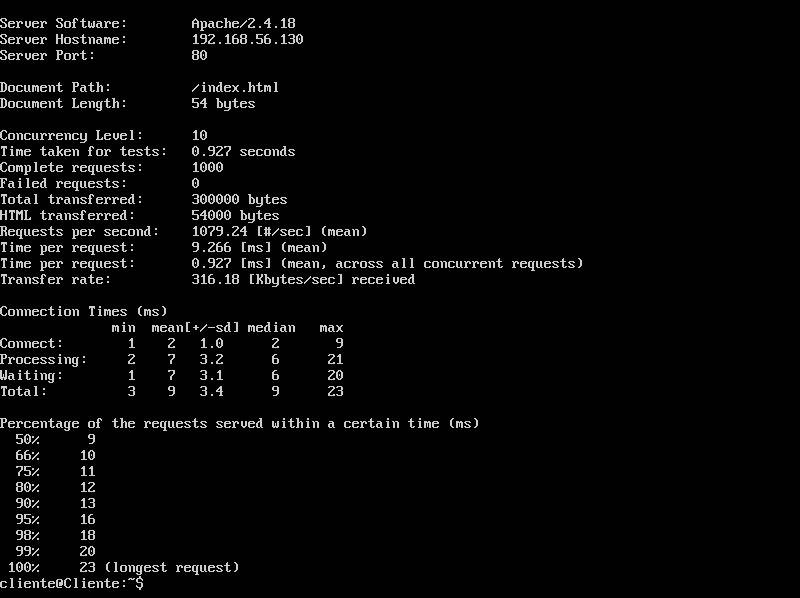 Server Software:        Apache/2.4.18
Server Hostname:        192.168.56.130
Server Port:            80
Document Path:          /index.html
Document Length:        54 bytes
Concurrency Level:      10
Time taken for tests:   0.927 seconds
Complete requests:      1000
Failed requests:        0
Total transferred:      300000 bytes
HTML transferred:       54000 bytes
Requests per second:    1079.24 [#/sec] (mean)
Time per request:       9.266 [ms] (mean)
Time per request:       0.927 [ms] (mean, across all concurrent requests)
Transfer rate:          316.18 [Kbytes/sec] received
Connection Times (ms)
              min  mean[+/-sd] median   max
Connect:        1    2   1.0      2       9
Processing:     2    7   3.2      6      21
Waiting:        1    7   3.1      6      20
Total:          3    9   3.4      9      23
Percentage of the requests served within a certain time (ms)
  50%      9
  66%     10
  75%     11
  80%     12
  90%     13
  95%     16
  98%     18
  99%     20
 100%     23 (longest request)
cliente@Cliente:~$